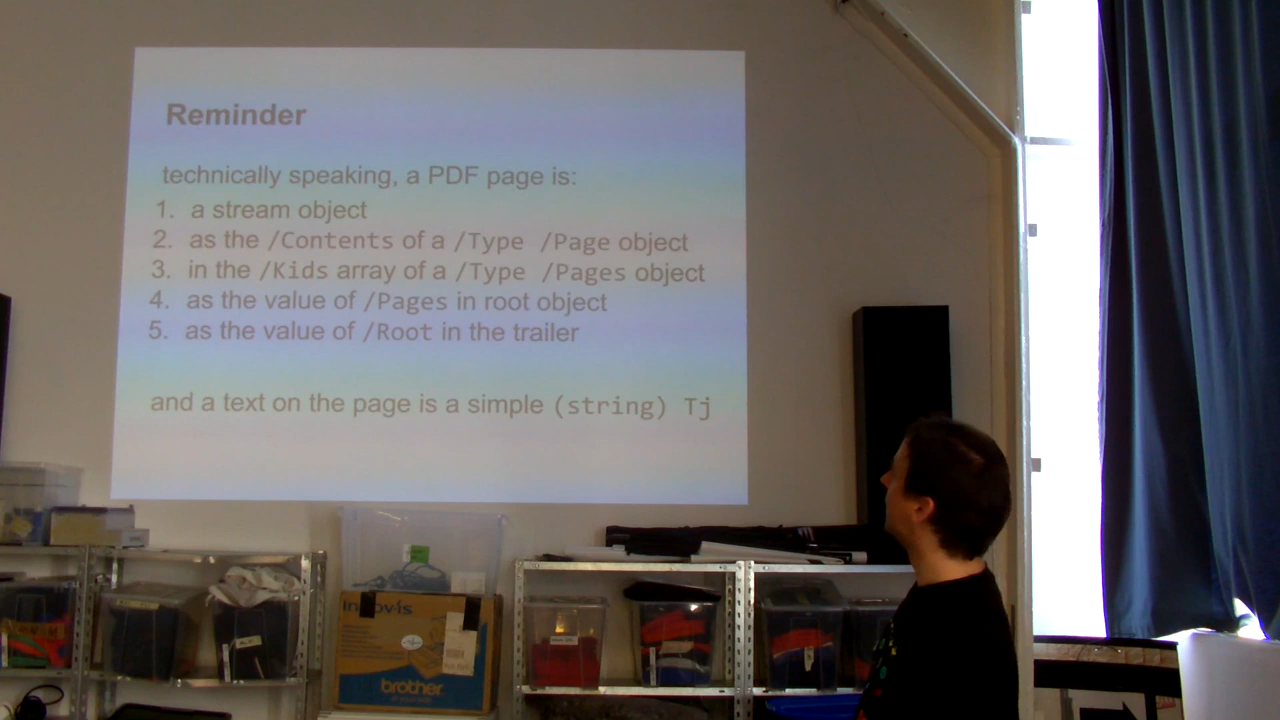 Reminder
technically speaking, a PDF page is:
1. a stream object
2. as the /Contents of a /Type /Page object
3. in the /Kids array of a /Type /Pages object
4. as the value of /Pages in root object
5. as the value of /Root in the trailer
and a text on the page is a simple (string) Tj
brother